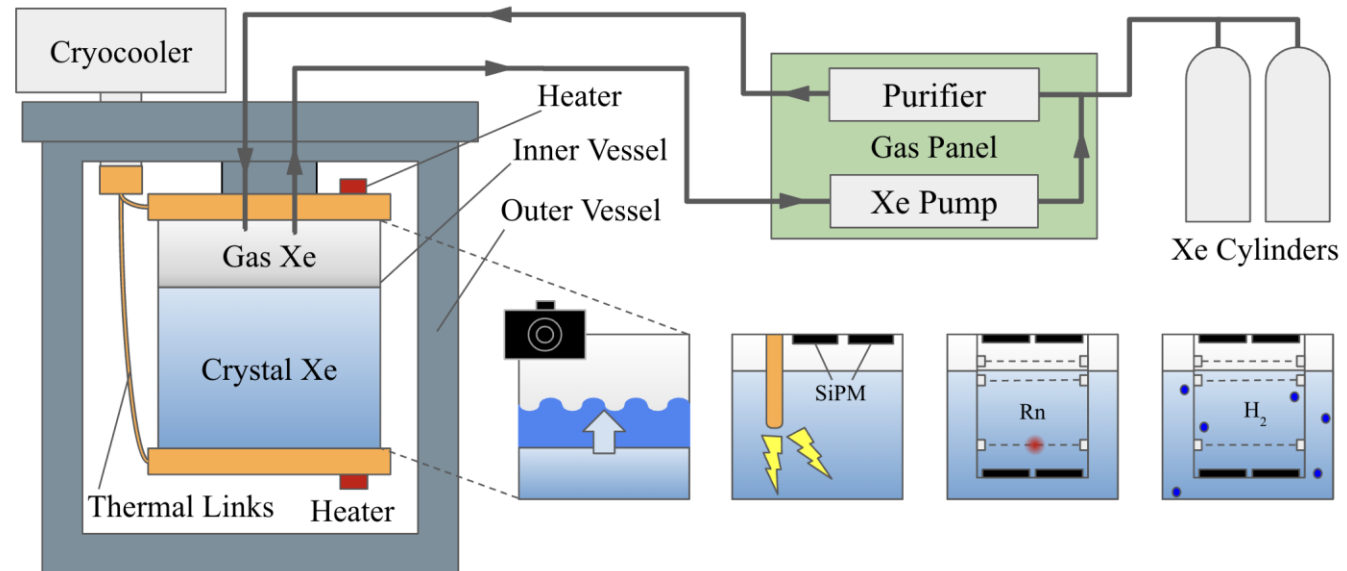 Cryocooler
Heater
Inner Vessel
Outer Vessel
Purifier
Gas Panel
Xe Pump
Xe Cylinders
Gas Xe
Crystal Xe
Thermal Links
Heater
SiPM
Rn
H₂